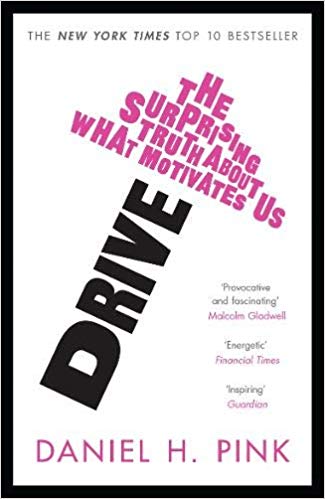 THE NEW YORK TIMES TOP 10 BESTSELLER
THE
SURPRISING
TRUTH ABOUT
WHAT MOTIVATES US
DRIVE
'Provocative
and fascinating'
Malcolm Gladwell
'Energetic'
Financial Times
'Inspiring'
Guardian
DANIEL H. PINK